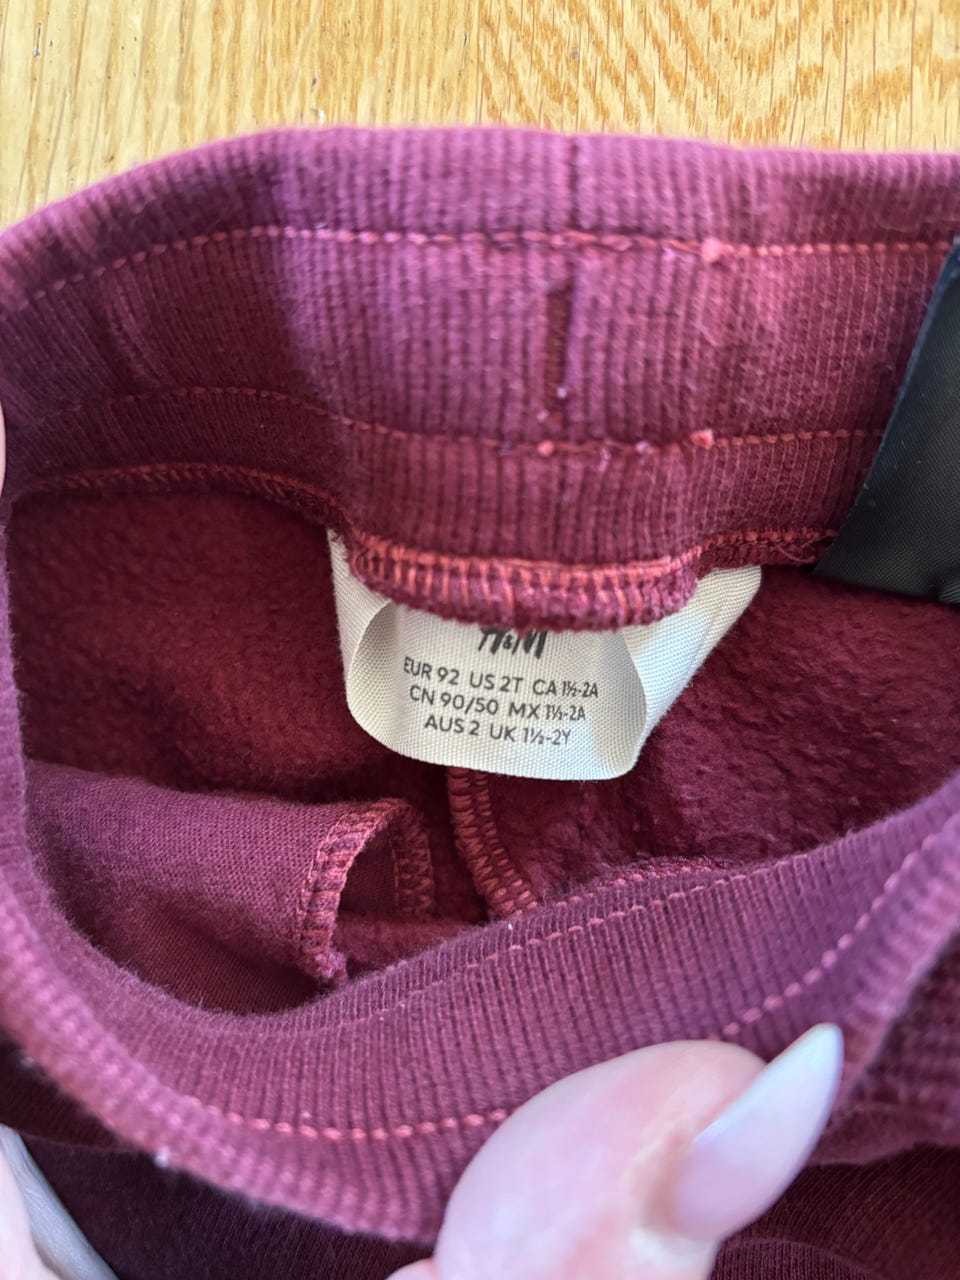 H&M
EUR 92 US 2T CA 1½-2A
CN 90/50 MX 1½-2A
AUS 2 UK 1½-2Y